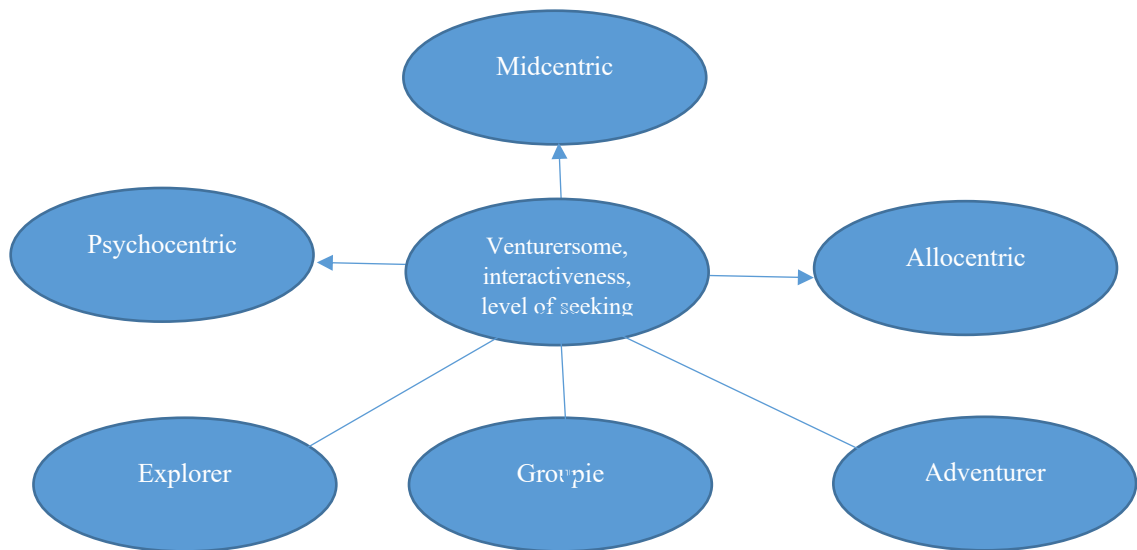 Midcentric
Psychocentric
Venturersome,
interactiveness,
level of seeking
Allocentric
Explorer
Groupie
Adventurer